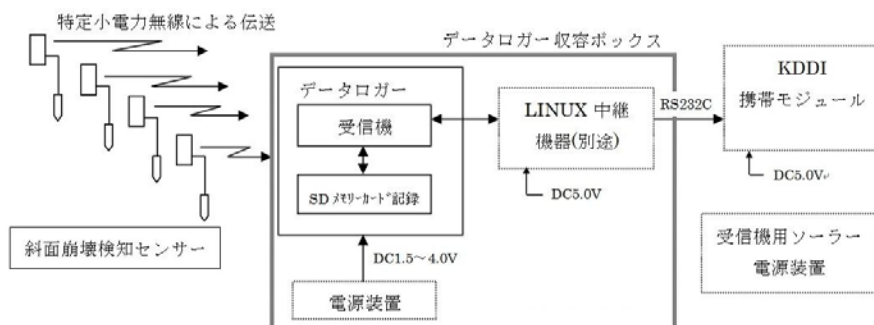 特定小電力無線による伝送
データロガー収容ボックス
データロガー
受信機
SD ﾒﾓﾘｰｶｰﾄﾞ記録
LINUX 中継
機器(別途)
RS232C
KDDI
携帯モジュール
DC5.0V
DC5.0V
斜面崩壊検知センサー
DC1.5～4.0V
電源装置
受信機用ソーラー
電源装置